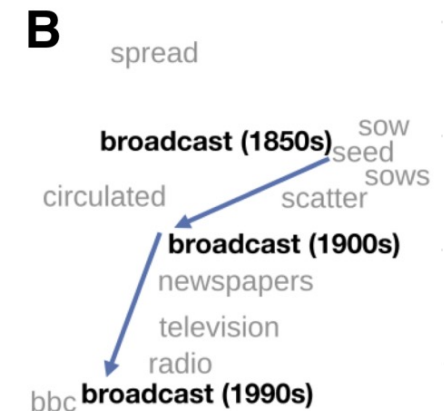 B
spread
sow
broadcast (1850s)
seed
sows
circulated
scatter
broadcast (1900s)
newspapers
television
radio
bbc broadcast (1990s)